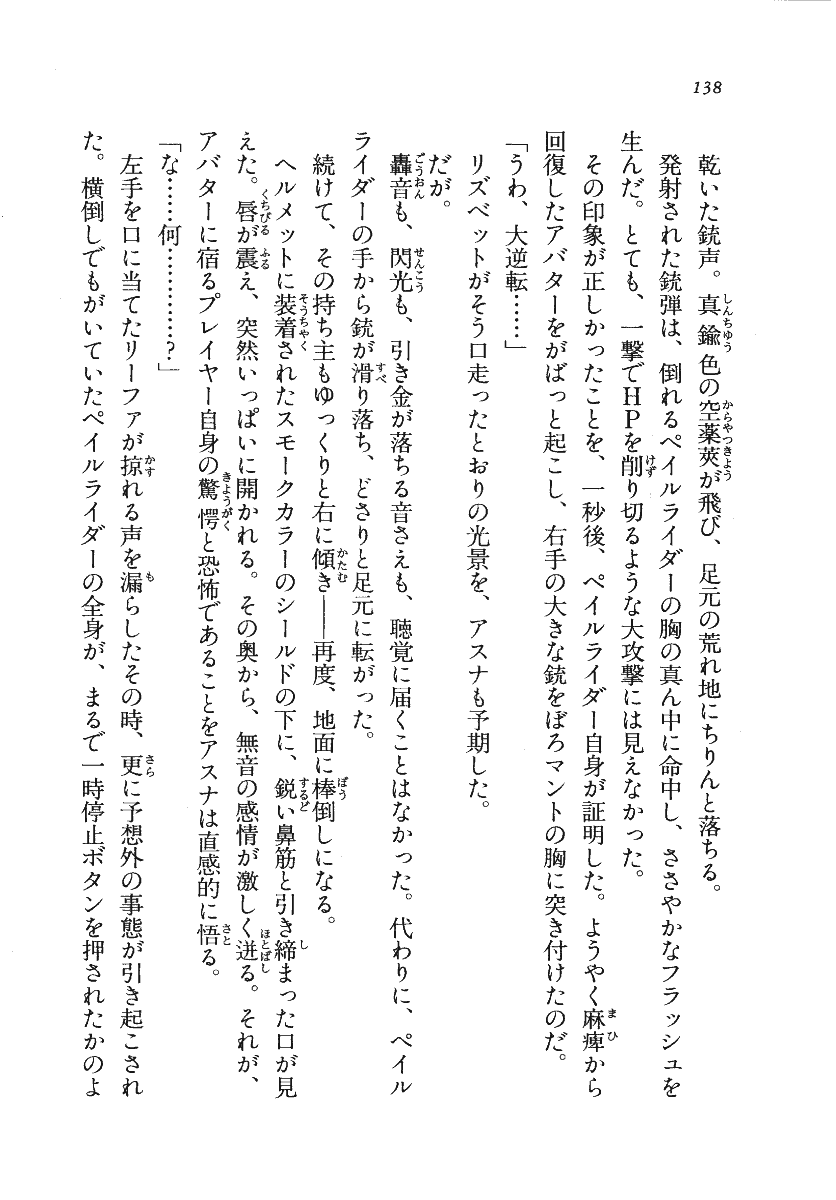 138
乾いた銃声。真鍮色の空薬莢が飛び、足元の荒れ地にちりんと落ちる。
発射された銃弾は、倒れるペイルライダーの胸の真ん中に命中し、ささやかなフラッシュを
生んだ。とても、一撃でHPを削り切るような大攻撃には見えなかった。
その印象が正しかったことを、一秒後、ペイルライダー自身が証明した。ようやく麻痺から
回復したアバターをがばっと起こし、右手の大きな銃をぼろマントの胸に突き付けたのだ。
「うわ、大逆転……」
リズベットがそう口走ったとおりの光景を、アスナも予期した。
だが。
轟音も、閃光も、引き金が落ちる音さえも、聴覚に届くことはなかった。代わりに、ペイル
ライダーの手から銃が滑り落ち、どさりと足元に転がった。
続けて、その持ち主もゆっくりと右に傾き――再度、地面に棒倒しになる。
ヘルメットに装着されたスモークカラーのシールドの下に、鋭い鼻筋と引き締まった口が見
えた。唇が震え、突然いっぱいに開かれる。その奥から、無音の感情が激しく迸る。それが、
アバターに宿るプレイヤー自身の驚愕と恐怖であることをアスナは直感的に悟る。
「な……何…………?」
左手を口に当てたリーファが掠れる声を漏らしたその時、更に予想外の事態が引き起こされ
た。横倒しでもがいていたペイルライダーの全身が、まるで一時停止ボタンを押されたかのよ